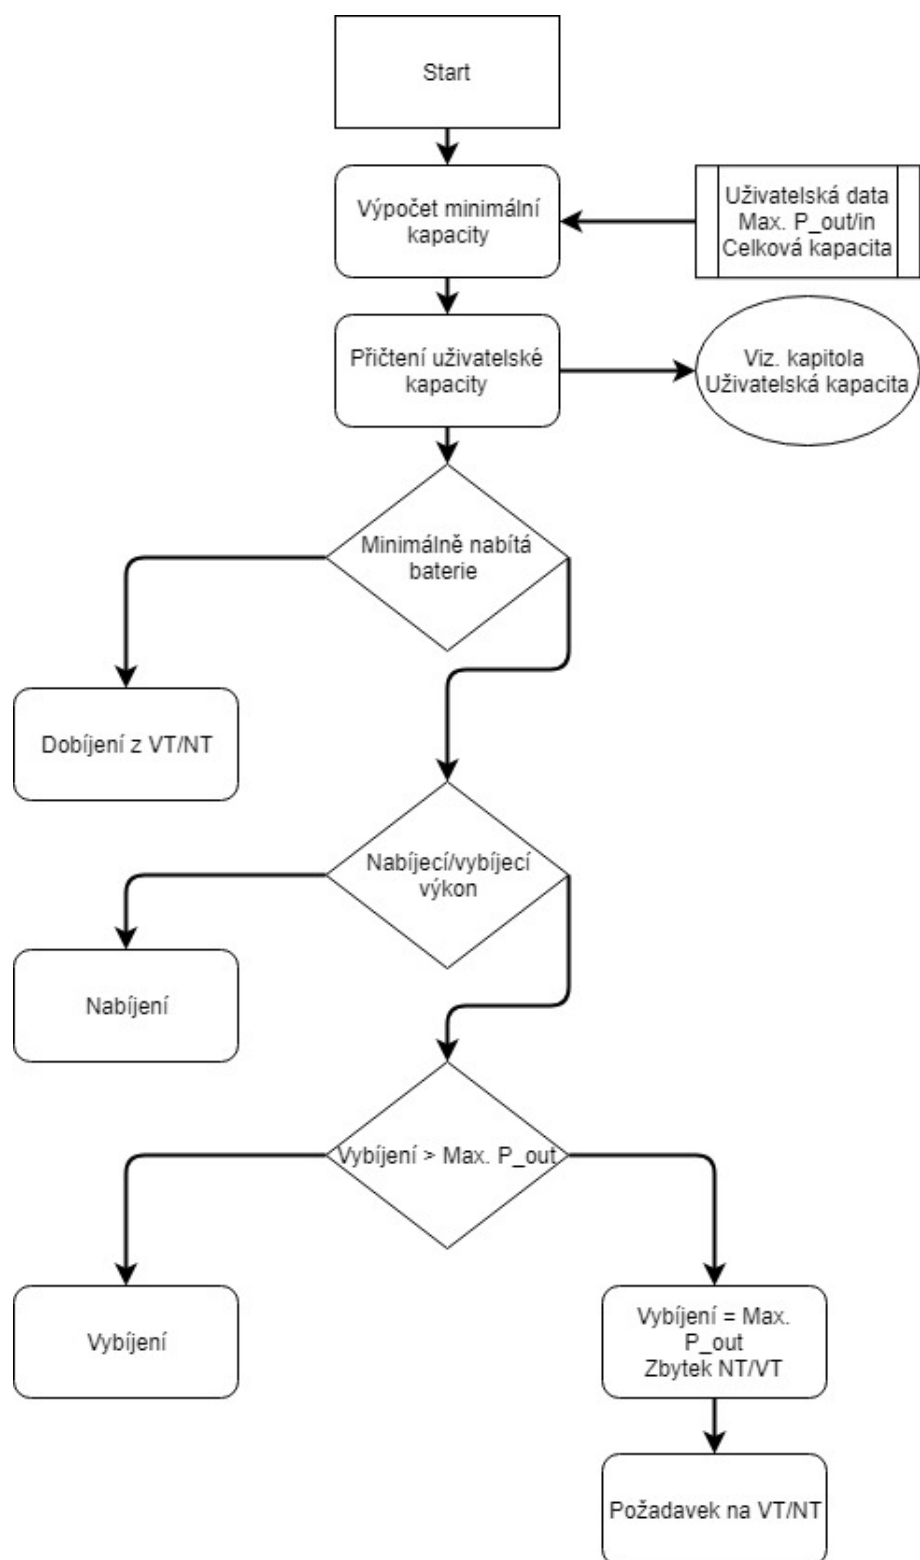 Start
Výpočet minimální
kapacity
Uživatelská data
Max. P_out/in
Celková kapacita
Přičtení uživatelské
kapacity
Viz. kapitola
Uživatelská kapacita
Minimálně nabítá
baterie
Dobíjení z VT/NT
Nabíjecí/vybíjecí
výkon
Nabíjení
Vybíjení > Max. P_out
Vybíjení
Vybíjení = Max.
P_out
Zbytek NT/VT
Požadavek na VT/NT